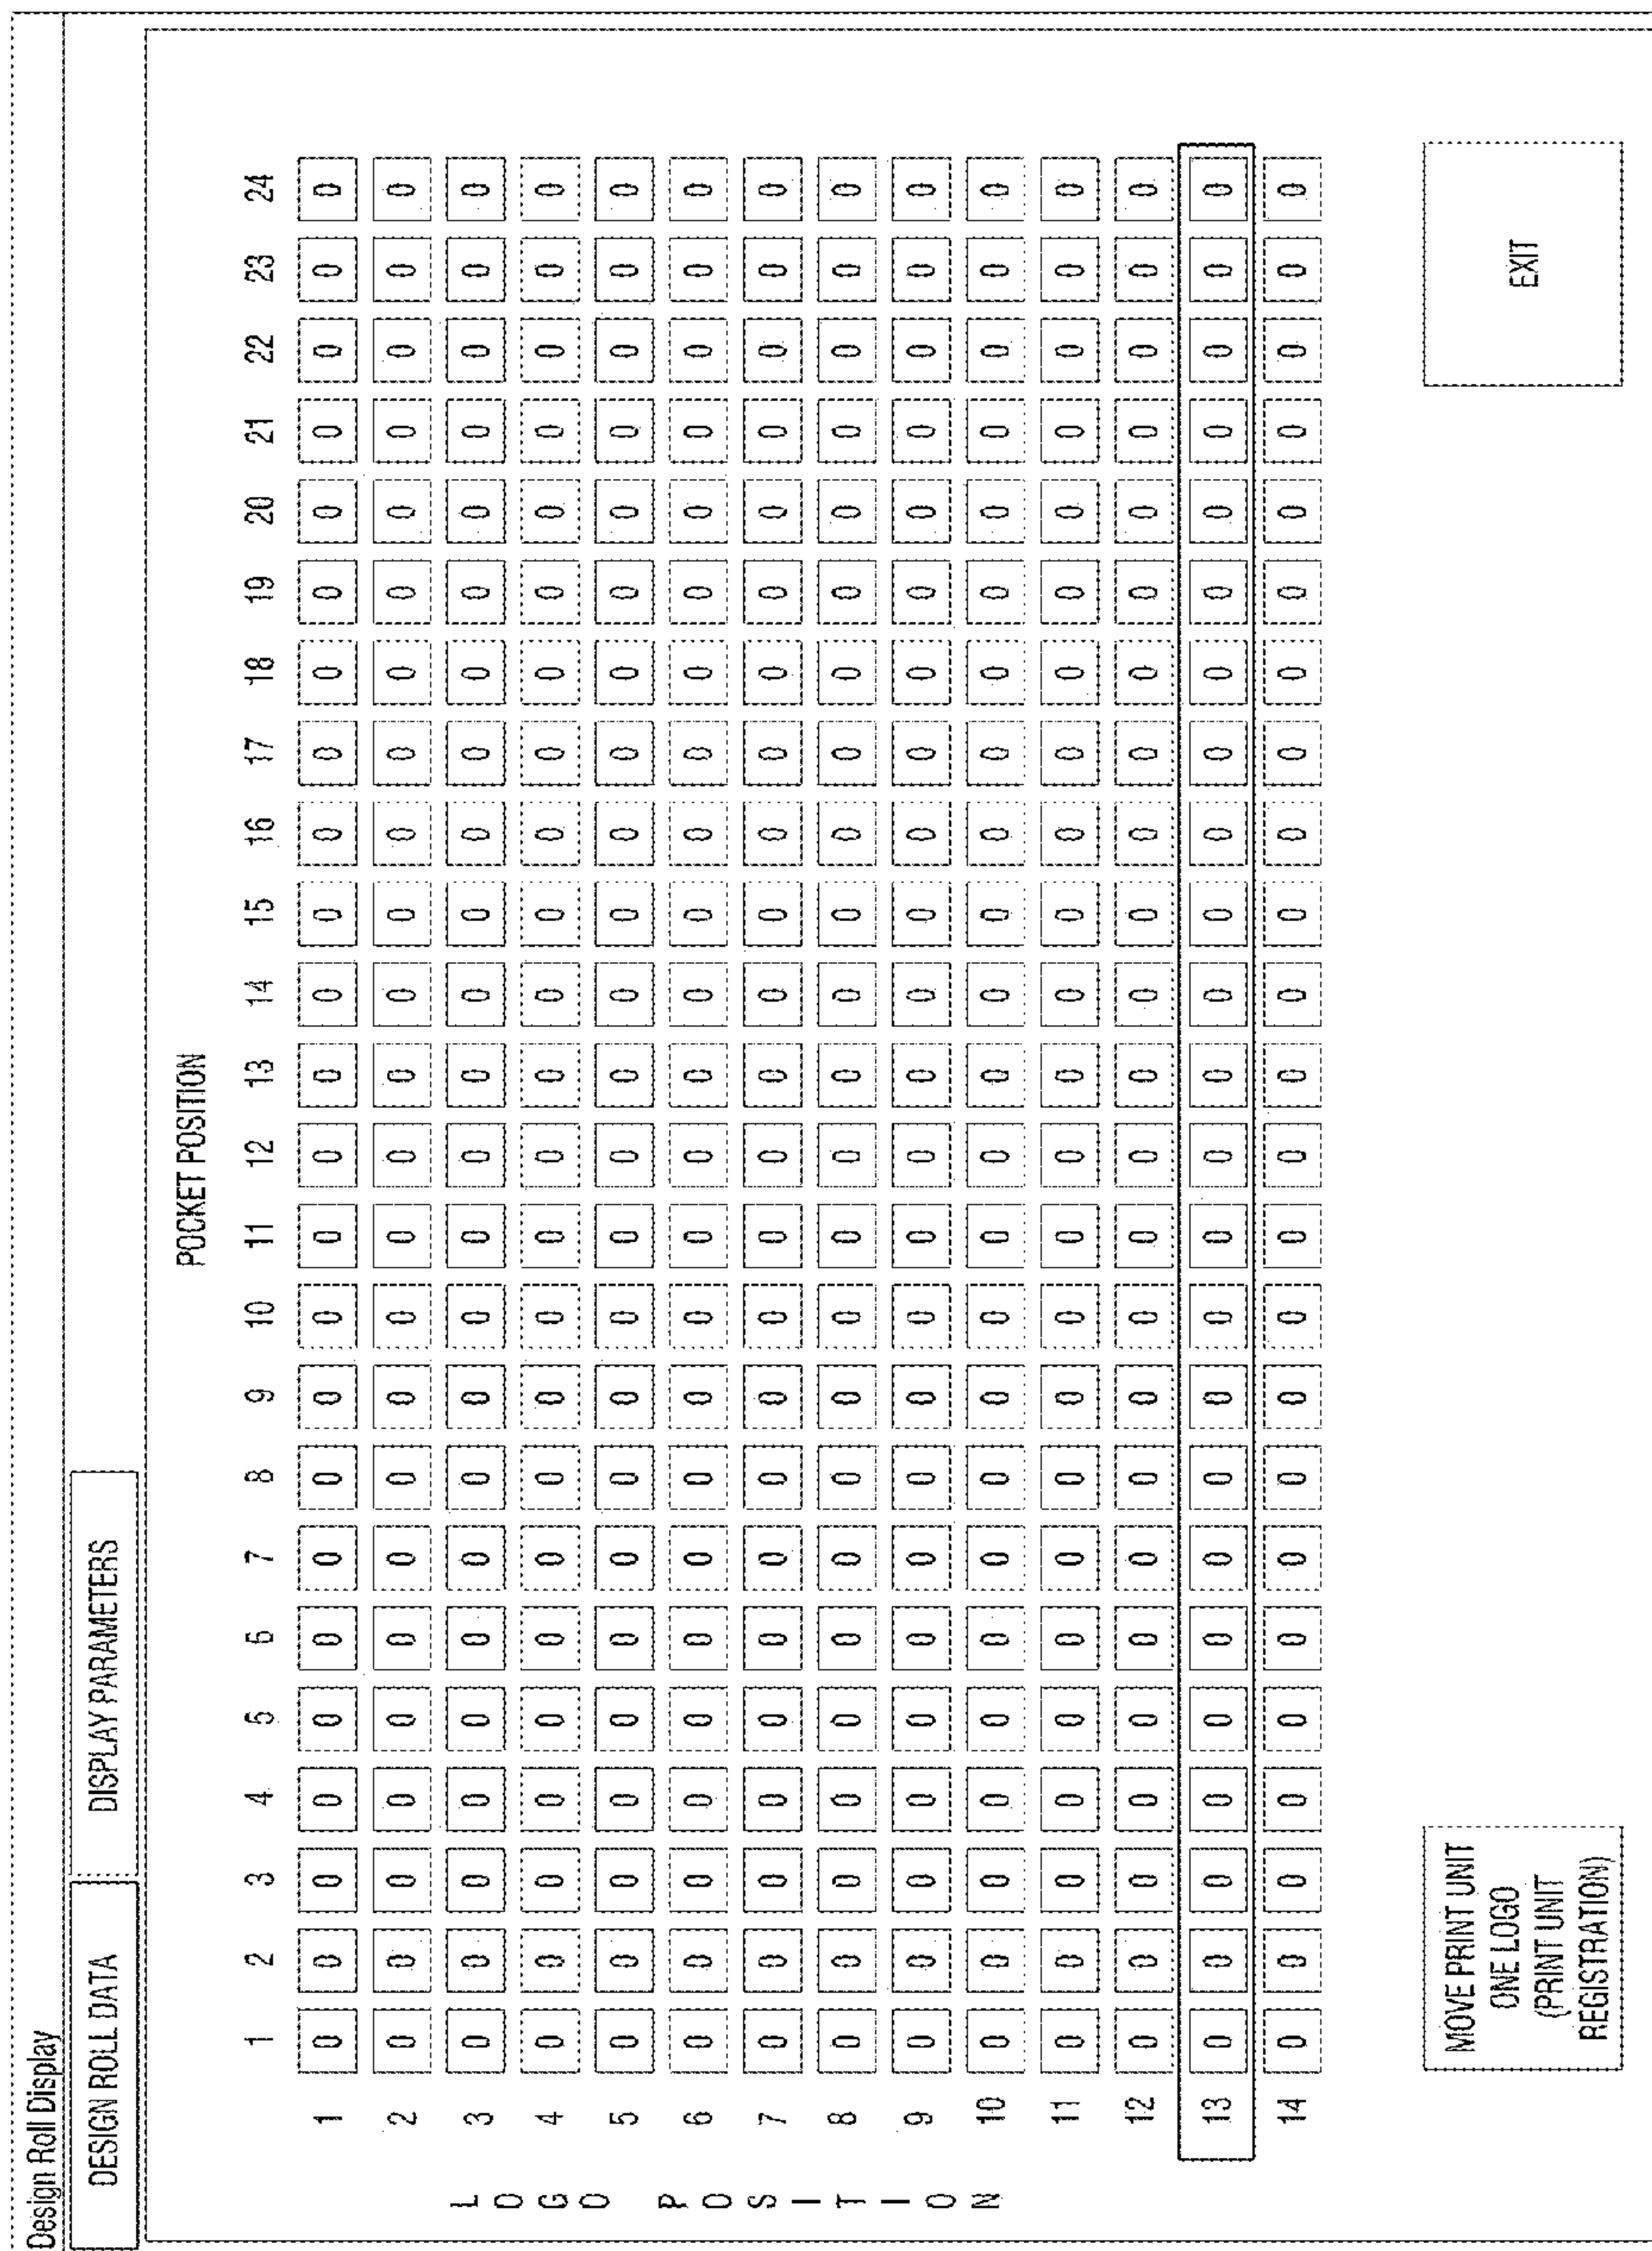 Design Roll Display
DESIGN ROLL DATA DISPLAY PARAMETERS
POCKET POSITION
1 2 3 4 5 6 7 8 9 10 11 12 13 14 15 16 17 18 19 20 21 22 23 24
LOGO POSITION
1 0 0 0 0 0 0 0 0 0 0 0 0 0 0 0 0 0 0 0 0 0 0 0 0
2 0 0 0 0 0 0 0 0 0 0 0 0 0 0 0 0 0 0 0 0 0 0 0 0
3 0 0 0 0 0 0 0 0 0 0 0 0 0 0 0 0 0 0 0 0 0 0 0 0
4 0 0 0 0 0 0 0 0 0 0 0 0 0 0 0 0 0 0 0 0 0 0 0 0
5 0 0 0 0 0 0 0 0 0 0 0 0 0 0 0 0 0 0 0 0 0 0 0 0
6 0 0 0 0 0 0 0 0 0 0 0 0 0 0 0 0 0 0 0 0 0 0 0 0
7 0 0 0 0 0 0 0 0 0 0 0 0 0 0 0 0 0 0 0 0 0 0 0 0
8 0 0 0 0 0 0 0 0 0 0 0 0 0 0 0 0 0 0 0 0 0 0 0 0
9 0 0 0 0 0 0 0 0 0 0 0 0 0 0 0 0 0 0 0 0 0 0 0 0
10 0 0 0 0 0 0 0 0 0 0 0 0 0 0 0 0 0 0 0 0 0 0 0 0
11 0 0 0 0 0 0 0 0 0 0 0 0 0 0 0 0 0 0 0 0 0 0 0 0
12 0 0 0 0 0 0 0 0 0 0 0 0 0 0 0 0 0 0 0 0 0 0 0 0
13 0 0 0 0 0 0 0 0 0 0 0 0 0 0 0 0 0 0 0 0 0 0 0 0
14 0 0 0 0 0 0 0 0 0 0 0 0 0 0 0 0 0 0 0 0 0 0 0 0
MOVE PRINT UNIT
ONE LOGO
(PRINT UNIT
REGISTRATION)
EXIT